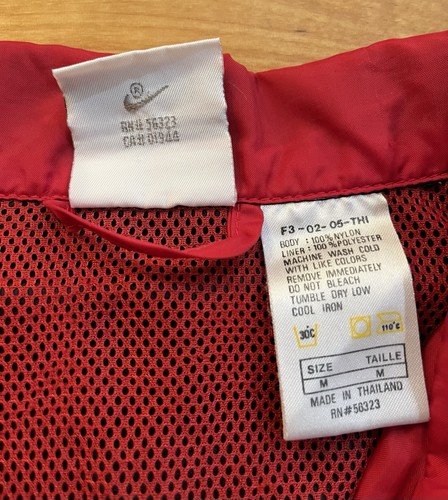 ®
RN# 56323
CA# 01944
F3-02-05-THI
BODY : 100% NYLON
LINER : 100% POLYESTER
MACHINE WASH COLD
WITH LIKE COLORS
REMOVE IMMEDIATELY
DO NOT BLEACH
TUMBLE DRY LOW
COOL IRON
30°C 110°C
SIZE TAILLE
M M
MADE IN THAILAND
RN#56323